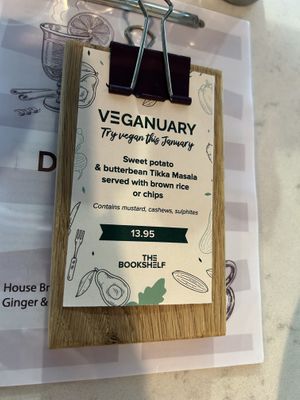 VEGANUARY
Try vegan this January
Sweet potato
& butterbean Tikka Masala
served with brown rice
or chips
Contains mustard, cashews, sulphites
13.95
THE
BOOKSHELF
D
House Br
Ginger &